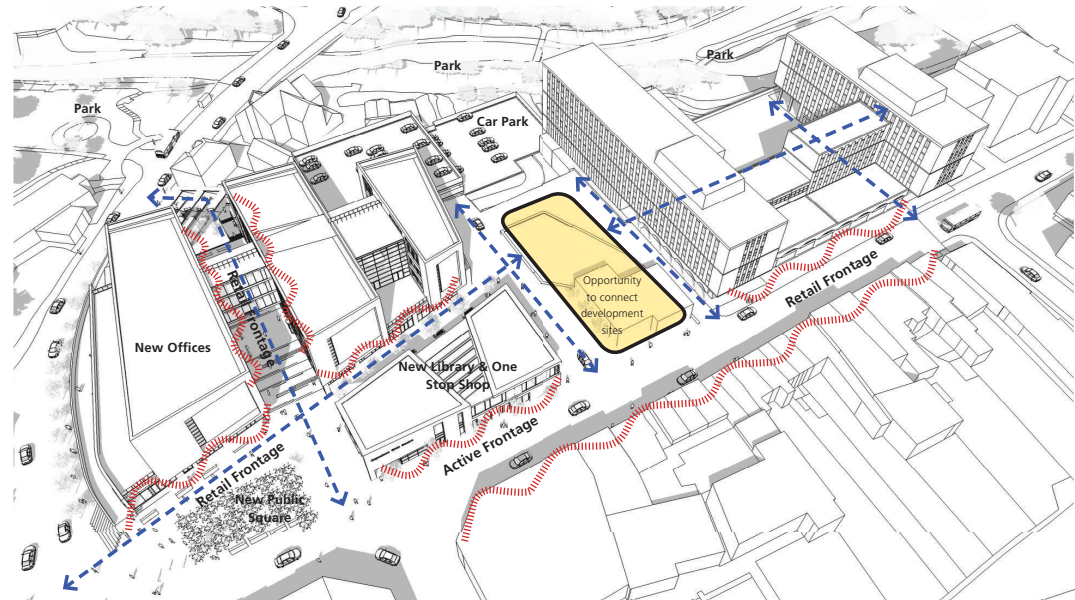 Park
Park
Park
Car Park
Opportunity
to connect
development
sites
Retail Frontage
Retail Frontage
New Offices
New Library & One
Stop Shop
Active Frontage
Retail Frontage
New Public
Square